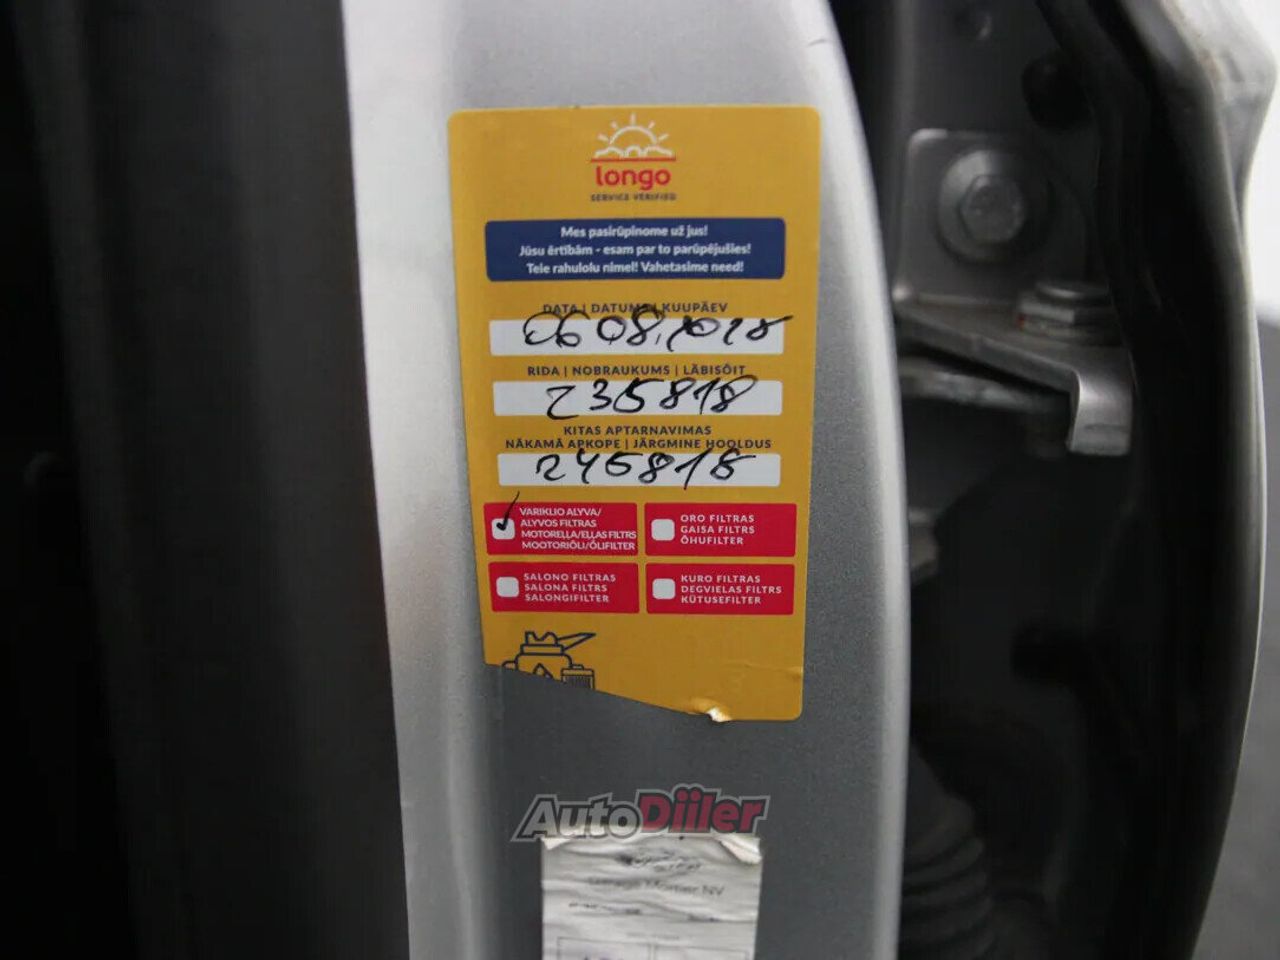 longo
SERVICE VERIFIED
Mes pasirūpinome už jus!
Jūsu ērtībām - esam par to parūpējušies!
Teie rahulolu nimel! Vahetasime need!
DATA | DATUMS | KUUPÄEV
06 08.
RIDA | NOBRAUKUMS | LÄBISÕIT
235818
KITAS APTARNAVIMAS
NĀKAMĀ APKOPE | JÄRGMINE HOOLDUS
245818
VARIKLIO ALYVA/
ALYVOS FILTRAS
MOTORELLA/ELLAS FILTRS
MOOTORIÕLI/ÕLIFILTER
ORO FILTRAS
GAISA FILTRS
ÕHUFILTER
SALONO FILTRAS
SALONA FILTRS
SALONGIFILTER
KURO FILTRAS
DEGVIELAS FILTRS
KÜTUSEFILTER
AutoDiiler
NV